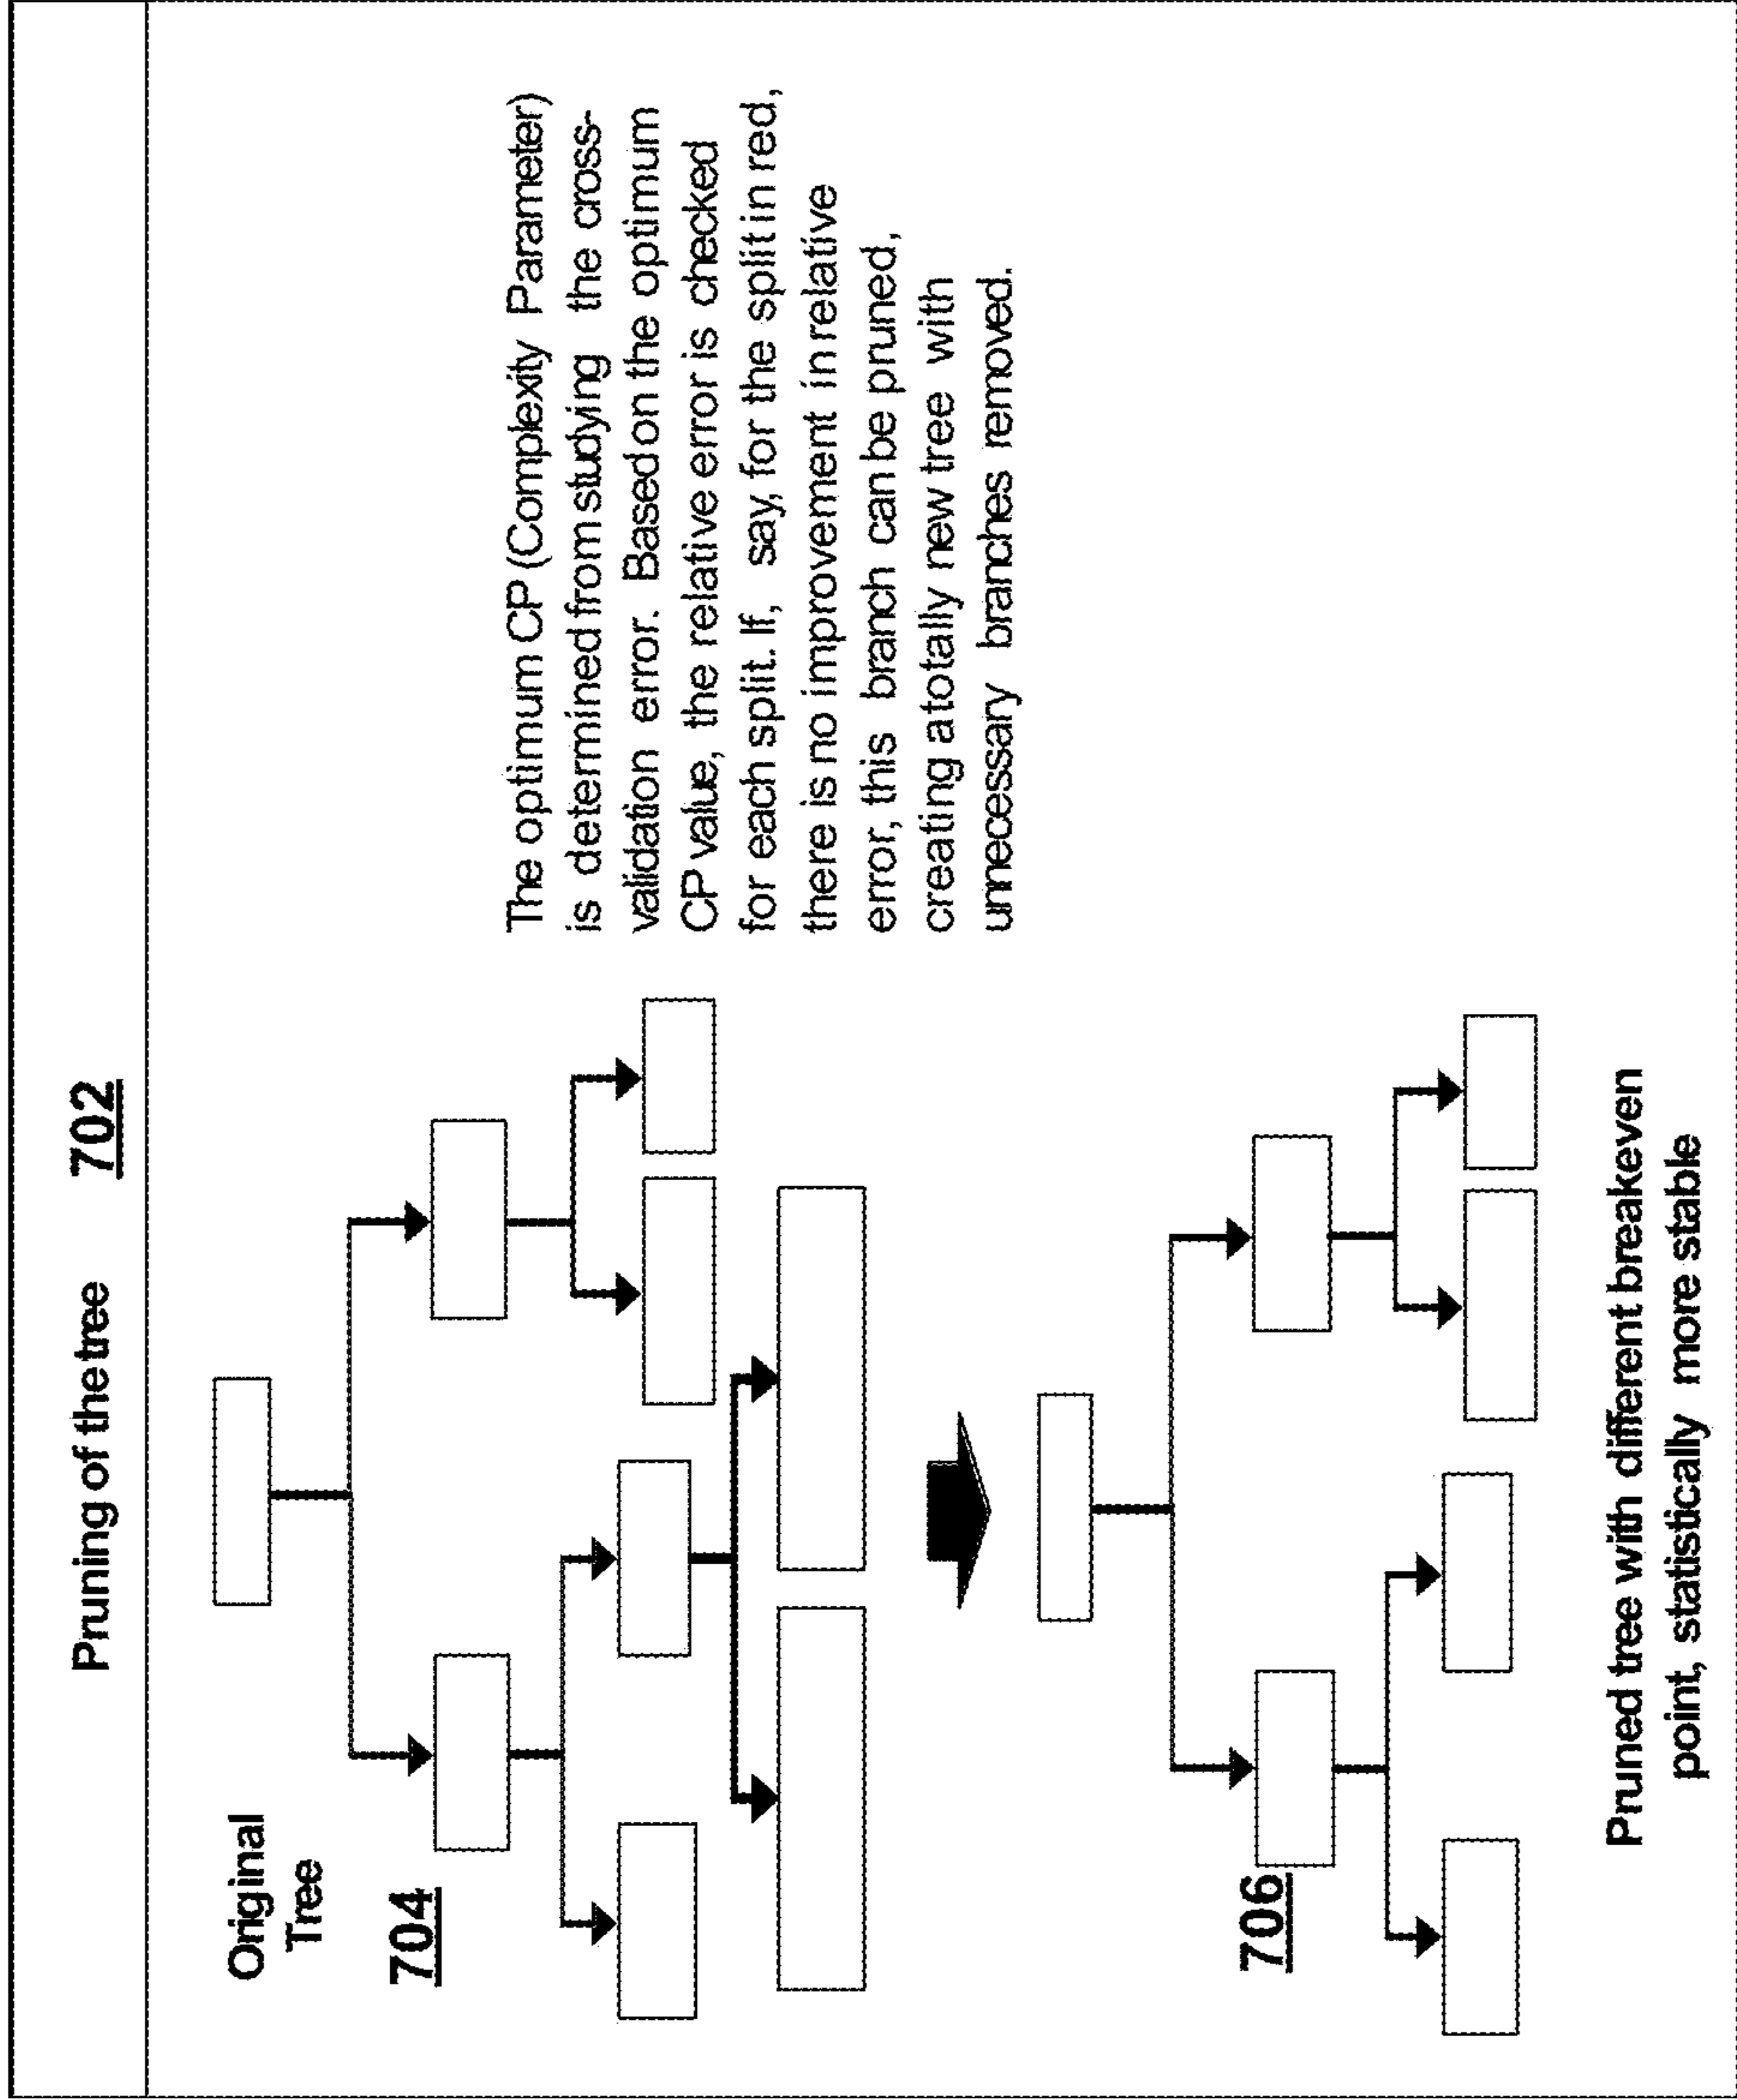 Pruning of the tree 702
Original
Tree
704
The optimum CP (Complexity Parameter)
is determined from studying the cross-
validation error. Based on the optimum
CP value, the relative error is checked
for each split. If, say, for the split in red,
there is no improvement in relative
error, this branch can be pruned,
creating a totally new tree with
unnecessary branches removed.
706
Pruned tree with different breakeven
point, statistically more stable